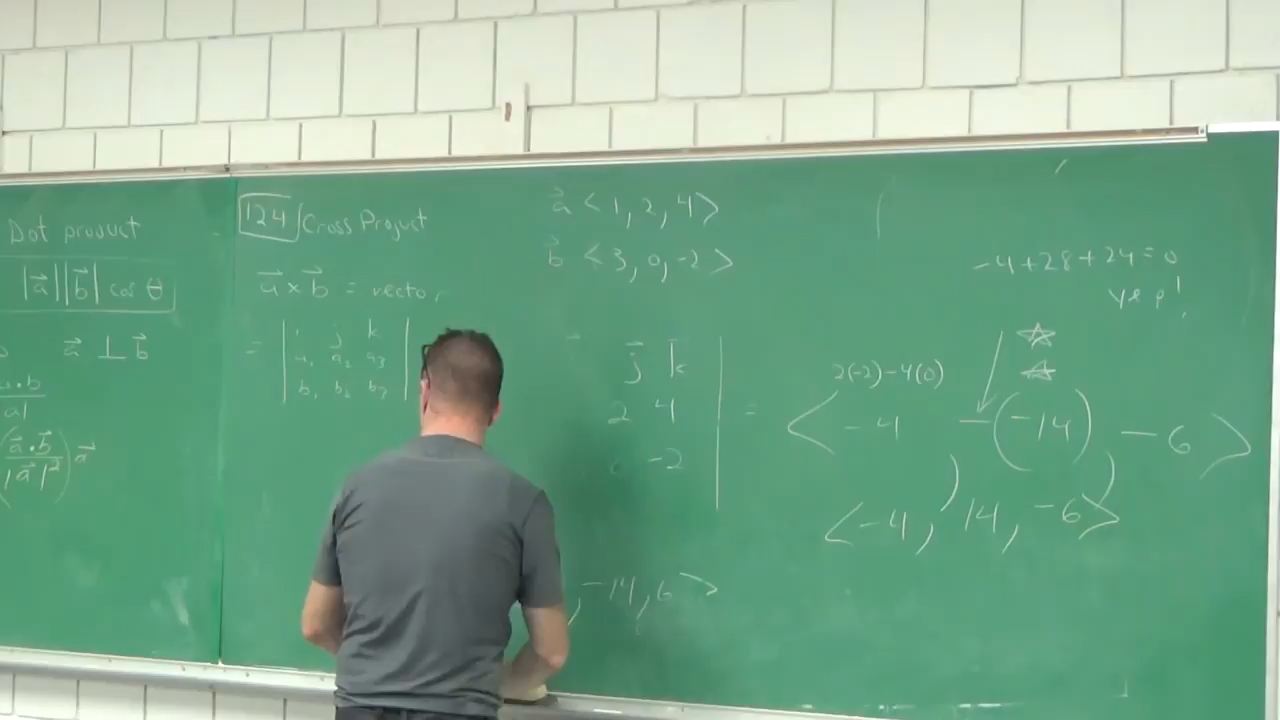 Dot product
|a⃗||b⃗| cos θ
a⃗ ⊥ b⃗
(a⃗·b⃗ / |a⃗|²) a⃗
12.4 Cross Product
a⃗ × b⃗ = vector
= | i j k
a₁ a₂ a₃
b₁ b₂ b₃ |
a⃗ < 1, 2, 4 >
b⃗ < 3, 0, -2 >
j⃗ k⃗
2 4
0 -2
=
2(-2) - 4(0)
< -4 -(-14) -6 >
< -4, 14, -6 >
, -14, 6 >
-4 + 28 + 24 = 0
yep!